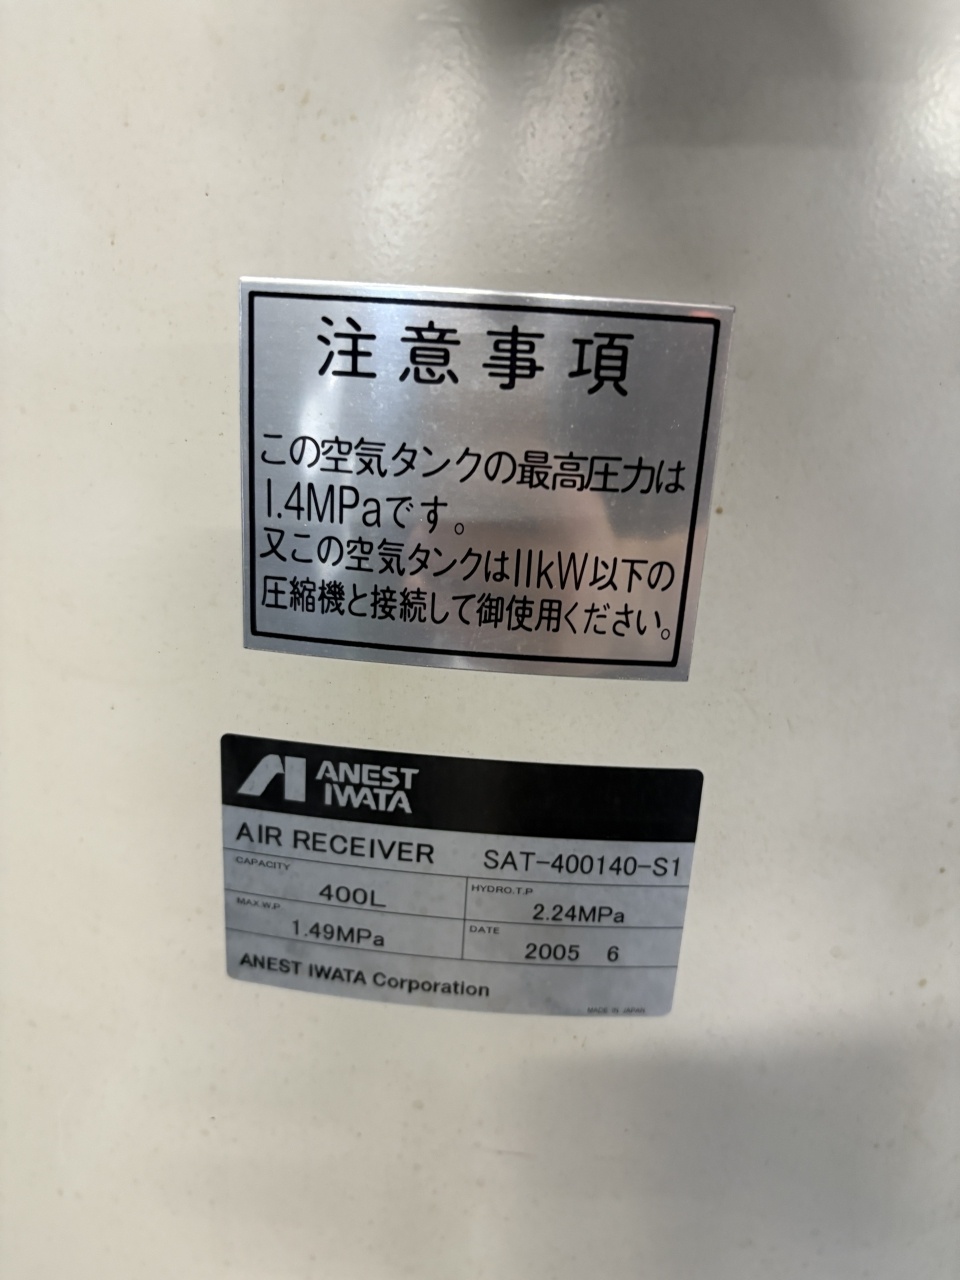 注意事項
この空気タンクの最高圧力は
1.4MPaです。
又この空気タンクは11kW以下の
圧縮機と接続して御使用ください。
ANEST
IWATA
AIR RECEIVER SAT-400140-S1
CAPACITY
400L
HYDRO.T.P
2.24MPa
MAX.W.P
1.49MPa
DATE
2005 6
ANEST IWATA Corporation
MADE IN JAPAN